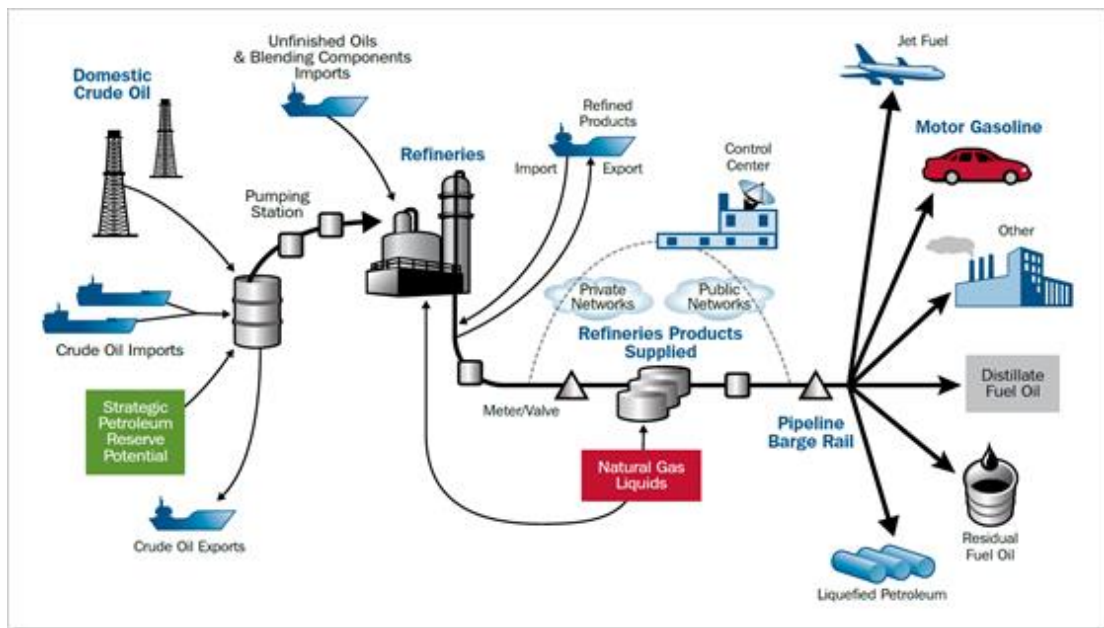 Unfinished Oils
& Blending Components
Imports
Domestic
Crude Oil
Refineries
Pumping
Station
Refined
Products
Import
Export
Control
Center
Jet Fuel
Motor Gasoline
Other
Private
Networks
Public
Networks
Crude Oil Imports
Strategic
Petroleum
Reserve
Potential
Crude Oil Exports
Refineries Products
Supplied
Meter/Valve
Natural Gas
Liquids
Pipeline
Barge Rail
Distillate
Fuel Oil
Residual
Fuel Oil
Liquefied Petroleum